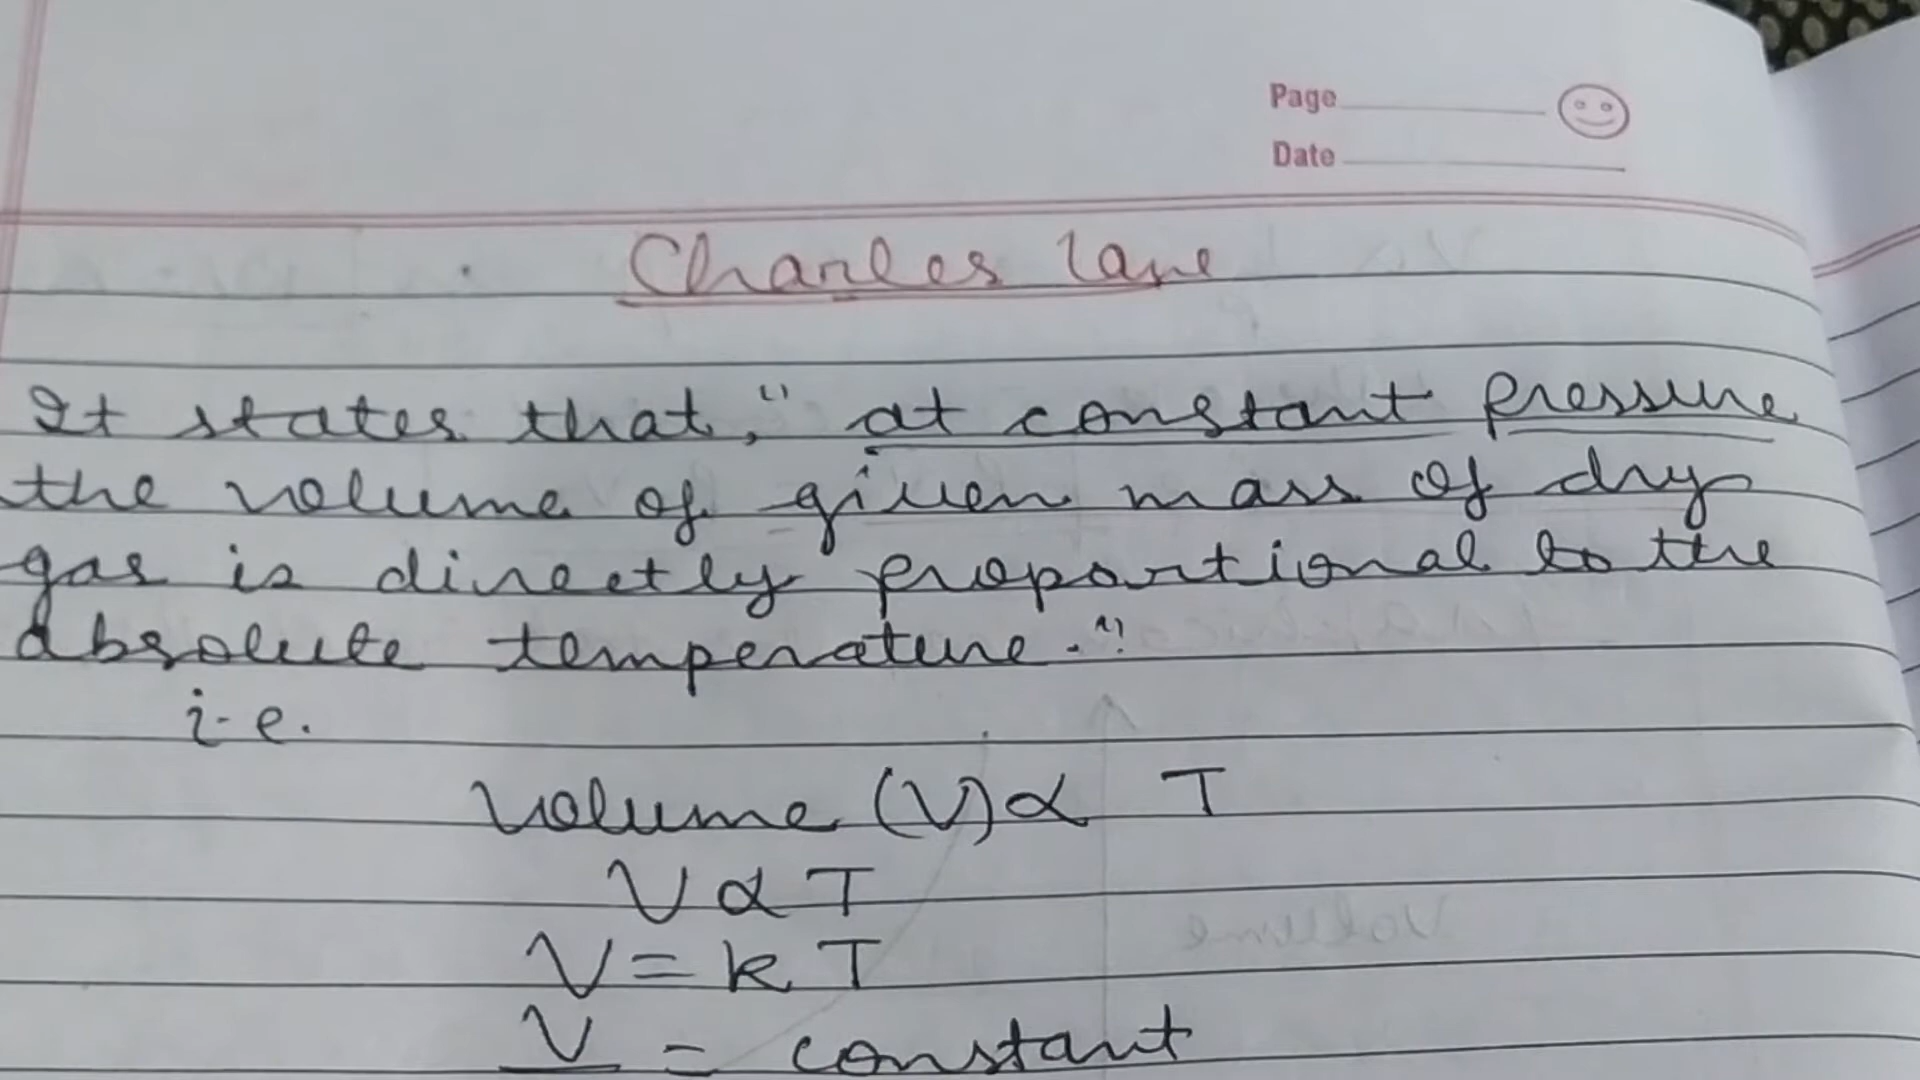 Page
Date
Charles law
It states that, "at constant pressure
the volume of given mass of dry
gas is directly proportional to the
absolute temperature."
i.e.
Volume (V) ∝ T
V ∝ T
V = k T
V = constant